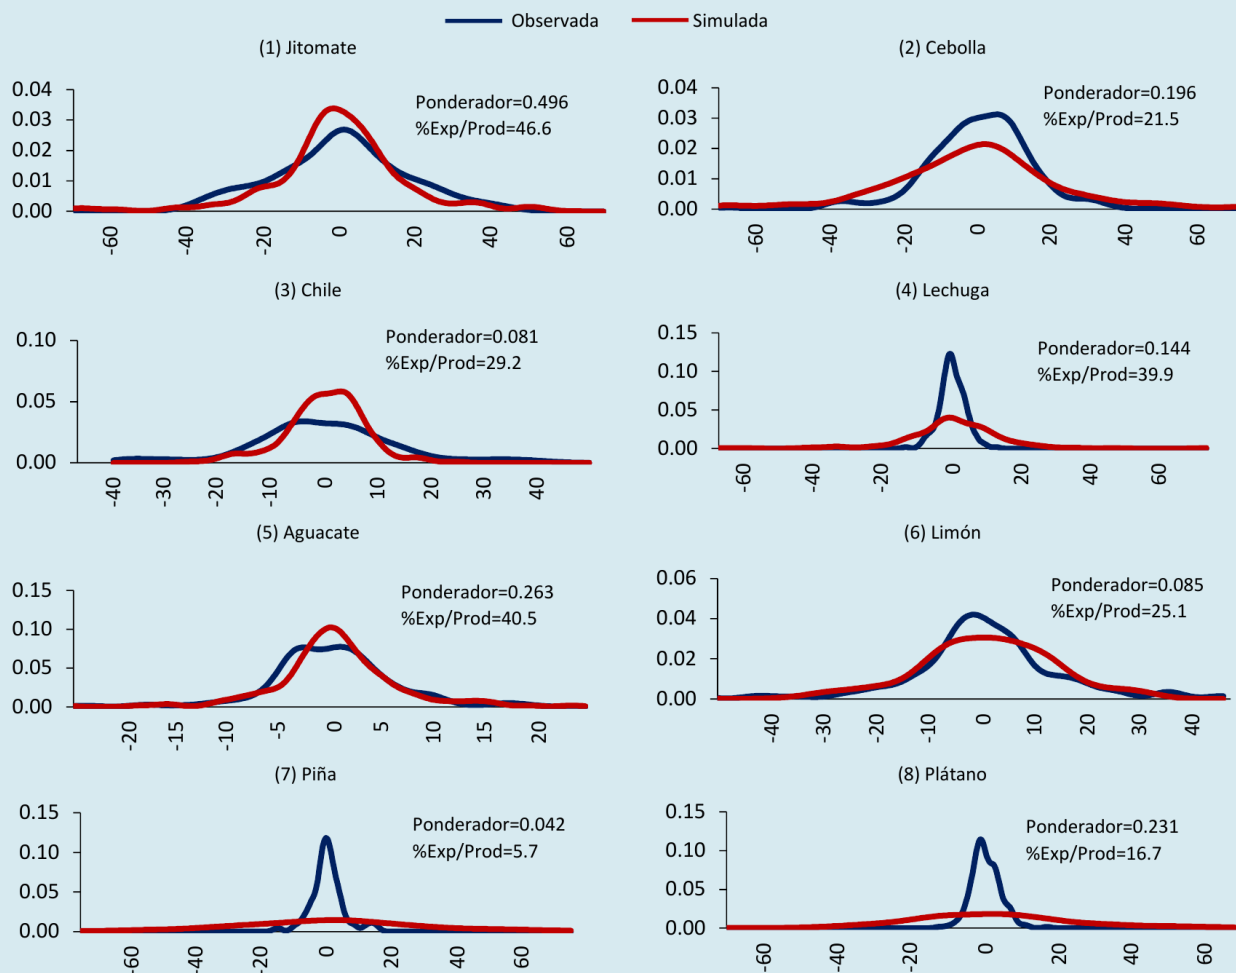 Observada Simulada
(1) Jitomate
0.04
0.03
0.02
0.01
0.00
Ponderador=0.496
%Exp/Prod=46.6
-60 -40 -20 0 20 40 60
(2) Cebolla
0.04
0.03
0.02
0.01
0.00
Ponderador=0.196
%Exp/Prod=21.5
-60 -40 -20 0 20 40 60
(3) Chile
0.10
0.05
0.00
Ponderador=0.081
%Exp/Prod=29.2
-40 -30 -20 -10 0 10 20 30 40
(4) Lechuga
0.15
0.10
0.05
0.00
Ponderador=0.144
%Exp/Prod=39.9
-60 -40 -20 0 20 40 60
(5) Aguacate
0.15
0.10
0.05
0.00
Ponderador=0.263
%Exp/Prod=40.5
-20 -15 -10 -5 0 5 10 15 20
(6) Limón
0.06
0.04
0.02
0.00
Ponderador=0.085
%Exp/Prod=25.1
-40 -30 -20 -10 0 10 20 30 40
(7) Piña
0.15
0.10
0.05
0.00
Ponderador=0.042
%Exp/Prod=5.7
-60 -40 -20 0 20 40 60
(8) Plátano
0.15
0.10
0.05
0.00
Ponderador=0.231
%Exp/Prod=16.7
-60 -40 -20 0 20 40 60